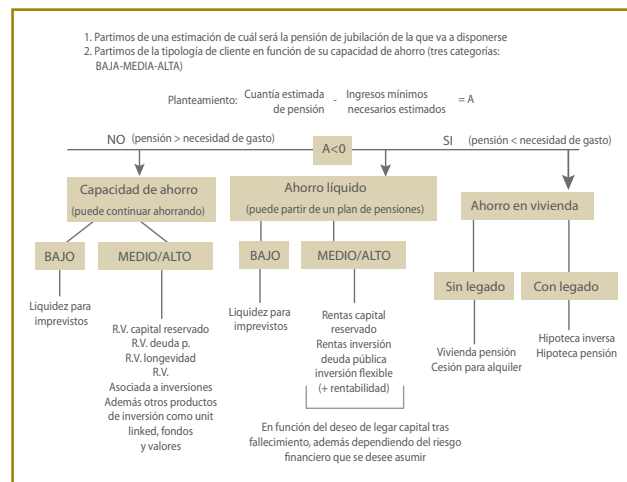 1. Partimos de una estimación de cuál será la pensión de jubilación de la que va a disponerse
2. Partimos de la tipología de cliente en función de su capacidad de ahorro (tres categorías:
BAJA-MEDIA-ALTA)
Planteamiento: Cuantía estimada de pensión - Ingresos mínimos necesarios estimados = A
NO (pensión > necesidad de gasto)
A<0
SI (pensión < necesidad de gasto)
Capacidad de ahorro
(puede continuar ahorrando)
Ahorro líquido
(puede partir de un plan de pensiones)
Ahorro en vivienda
BAJO
MEDIO/ALTO
BAJO
MEDIO/ALTO
Sin legado
Con legado
Liquidez para
imprevistos
R.V. capital reservado
R.V. deuda p.
R.V. longevidad
R.V.
Asociada a inversiones
Además otros productos
de inversión como unit
linked, fondos
y valores
Liquidez para
imprevistos
Rentas capital
reservado
Rentas inversión
deuda pública
inversión flexible
(+ rentabilidad)
En función del deseo de legar capital tras
fallecimiento, además dependiendo del riesgo
financiero que se desee asumir
Vivienda pensión
Cesión para alquiler
Hipoteca inversa
Hipoteca pensión